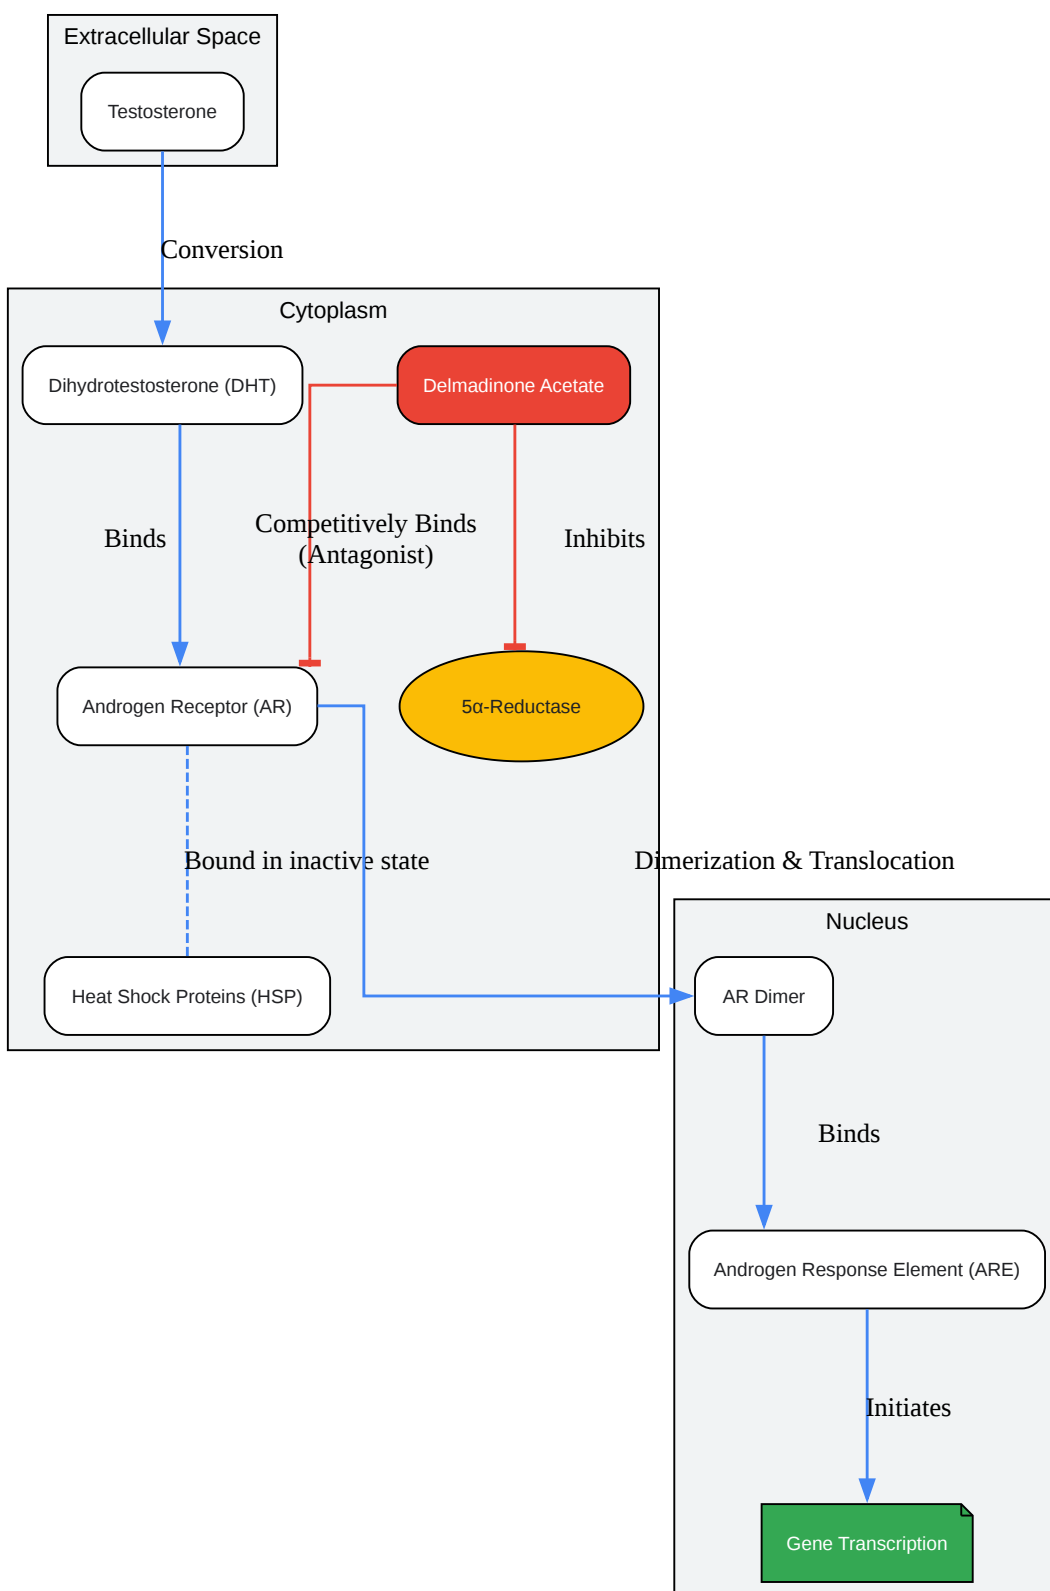 Extracellular Space
Testosterone
Conversion
Cytoplasm
Dihydrotestosterone (DHT)
Delmadinone Acetate
Binds
Competitively Binds
(Antagonist)
Inhibits
Androgen Receptor (AR)
5α-Reductase
Bound in inactive state
Dimerization & Translocation
Nucleus
Heat Shock Proteins (HSP)
AR Dimer
Binds
Androgen Response Element (ARE)
Initiates
Gene Transcription